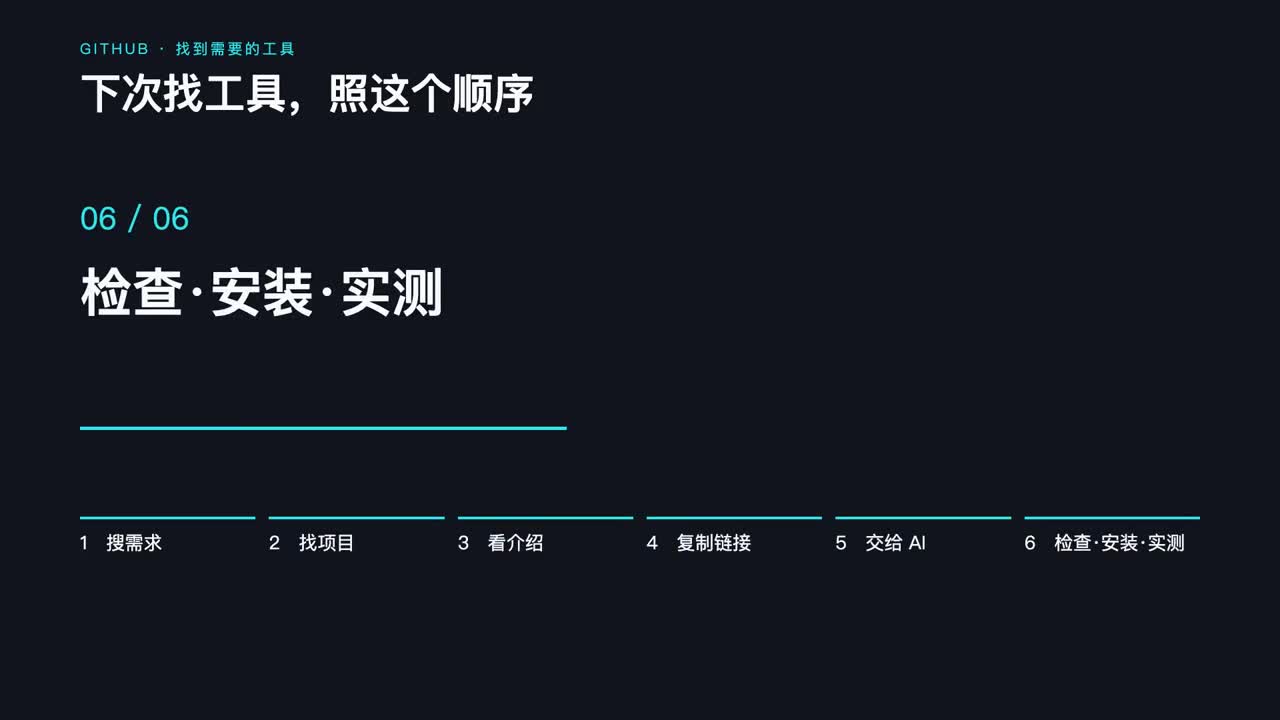 GITHUB · 找到需要的工具
下次找工具，照这个顺序
06 / 06
检查·安装·实测
1 搜需求
2 找项目
3 看介绍
4 复制链接
5 交给 AI
6 检查·安装·实测